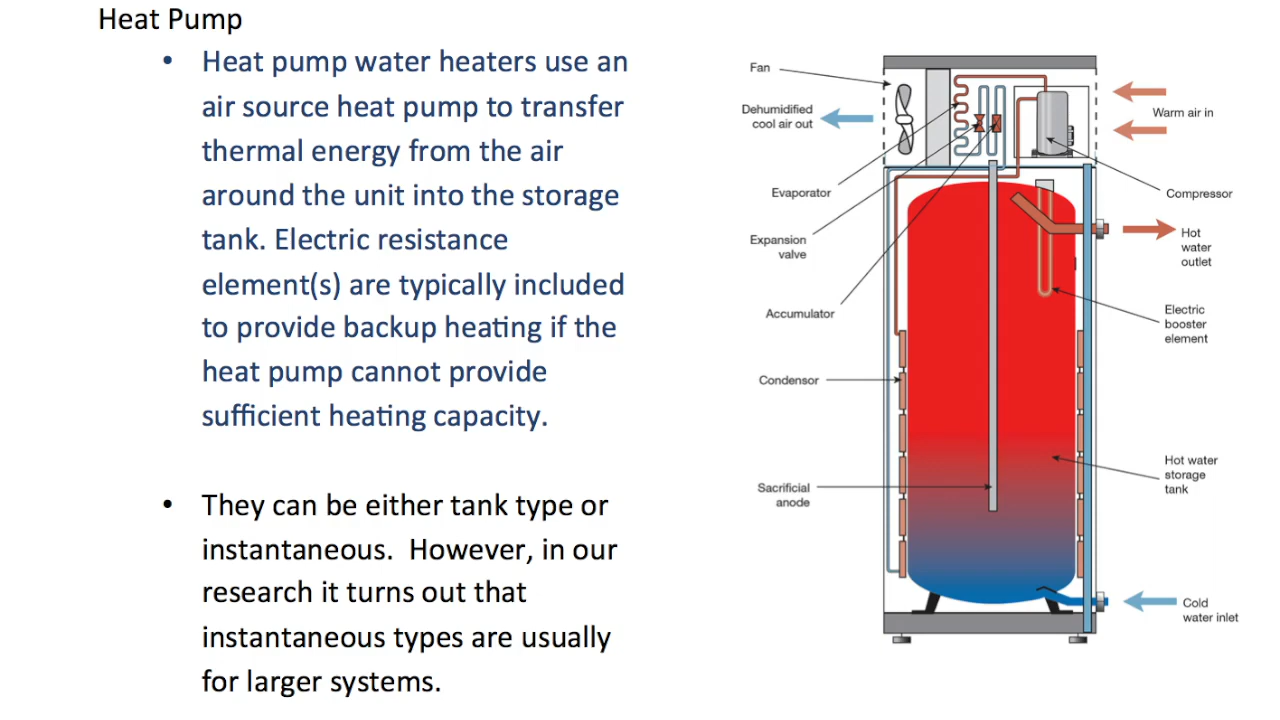 Heat Pump
• Heat pump water heaters use an
air source heat pump to transfer
thermal energy from the air
around the unit into the storage
tank. Electric resistance
element(s) are typically included
to provide backup heating if the
heat pump cannot provide
sufficient heating capacity.
• They can be either tank type or
instantaneous.  However, in our
research it turns out that
instantaneous types are usually
for larger systems.
Fan
Dehumidified
cool air out
Evaporator
Expansion
valve
Accumulator
Condensor
Sacrificial
anode
Warm air in
Compressor
Hot
water
outlet
Electric
booster
element
Hot water
storage
tank
Cold
water inlet